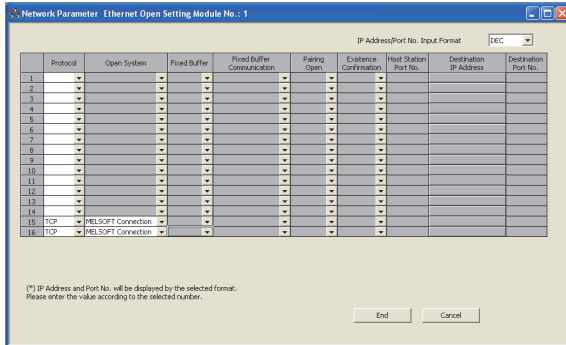 Network Parameter Ethernet Open Setting Module No.: 1
IP Address/Port No. Input Format DEC
Protocol Open System Fixed Buffer Fixed Buffer Communication Pairing Open Existence Confirmation Host Station Port No. Destination IP Address Destination Port No.
1
2
3
4
5
6
7
8
9
10
11
12
13
14
15 TCP MELSOFT Connection
16 TCP MELSOFT Connection
(*) IP Address and Port No. will be displayed by the selected format.
Please enter the value according to the selected number.
End Cancel